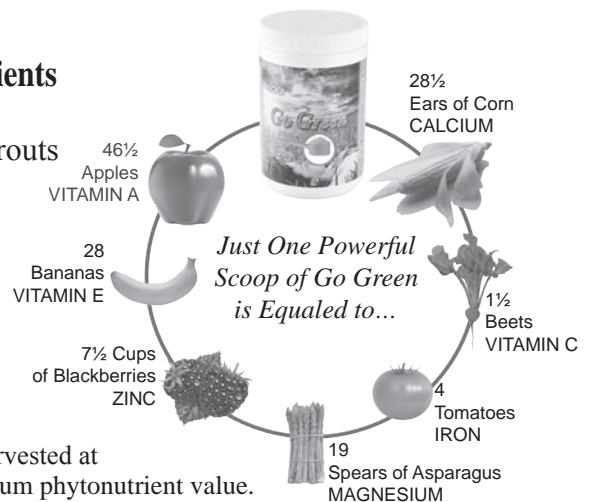 ients
routs
Go Green
28½
Ears of Corn
CALCIUM
46½
Apples
VITAMIN A
Just One Powerful
Scoop of Go Green
is Equaled to...
28
Bananas
VITAMIN E
1½
Beets
VITAMIN C
7½ Cups
of Blackberries
ZINC
4
Tomatoes
IRON
19
Spears of Asparagus
MAGNESIUM
rvested at
um phytonutrient value.